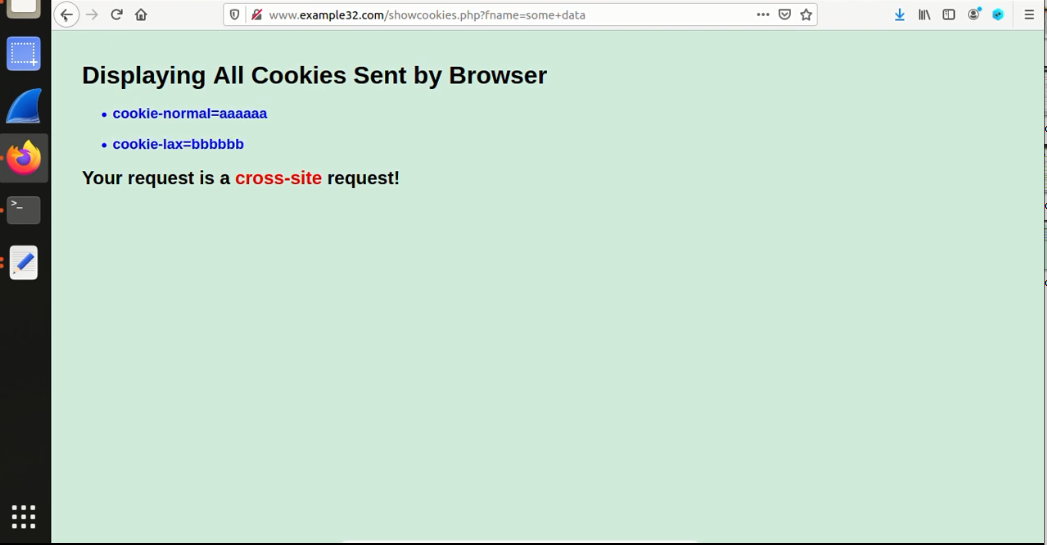 www.example32.com/showcookies.php?fname=some+data
Displaying All Cookies Sent by Browser
• cookie-normal=aaaaaa
• cookie-lax=bbbbbb
Your request is a cross-site request!
>_